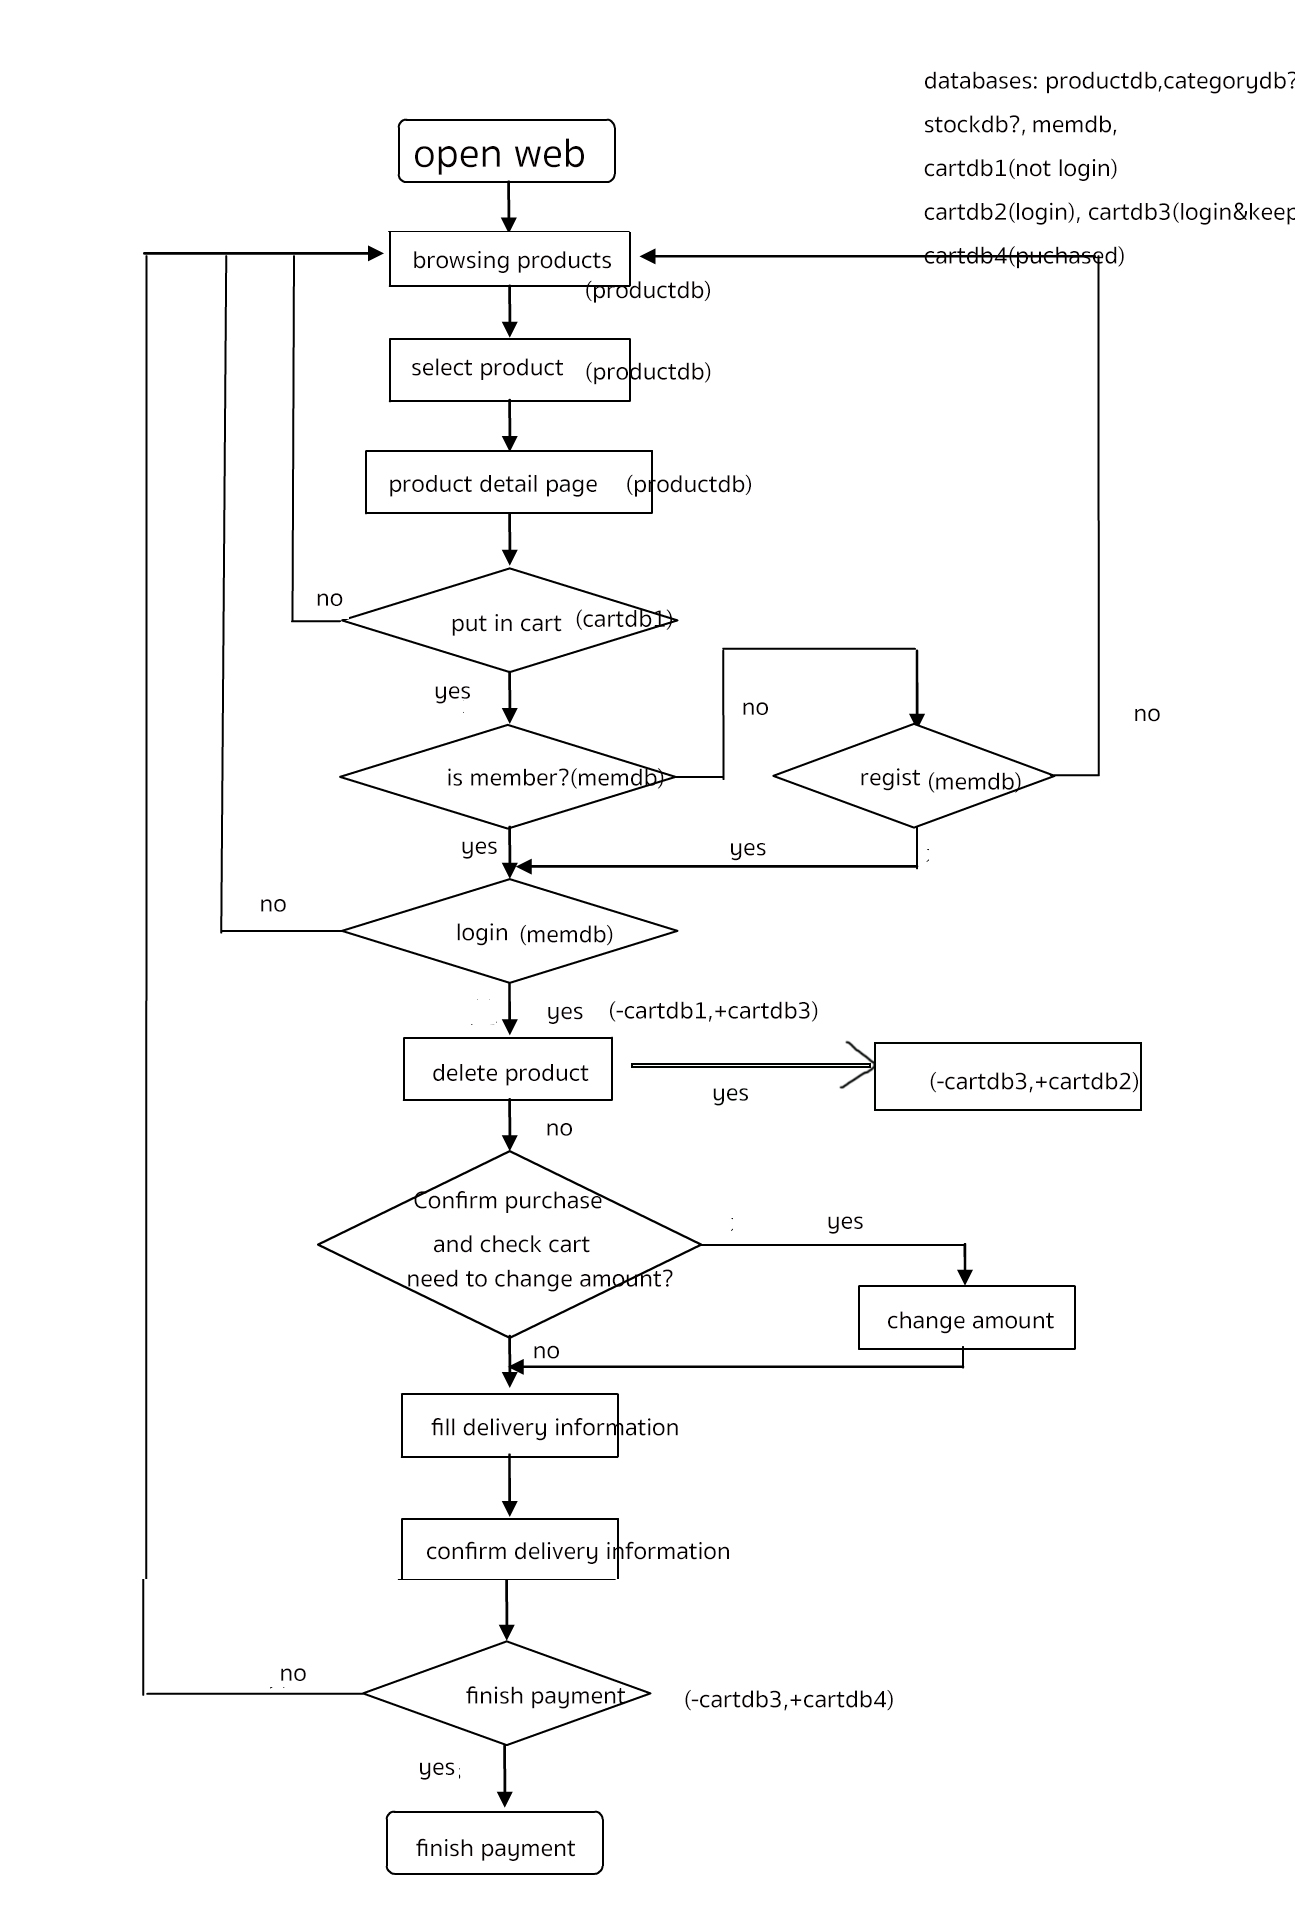 databases: productdb,categorydb?
stockdb?, memdb,
cartdb1(not login)
cartdb2(login), cartdb3(login&keep
cartdb4(puchased)
open web
browsing products
(productdb)
select product (productdb)
product detail page (productdb)
no
put in cart (cartdb1)
yes
no
no
is member?(memdb)
regist (memdb)
yes
yes
no
login (memdb)
yes (-cartdb1,+cartdb3)
delete product
(-cartdb3,+cartdb2)
yes
no
Confirm purchase
and check cart
need to change amount?
yes
change amount
no
fill delivery information
confirm delivery information
no
finish payment
(-cartdb3,+cartdb4)
yes
finish payment